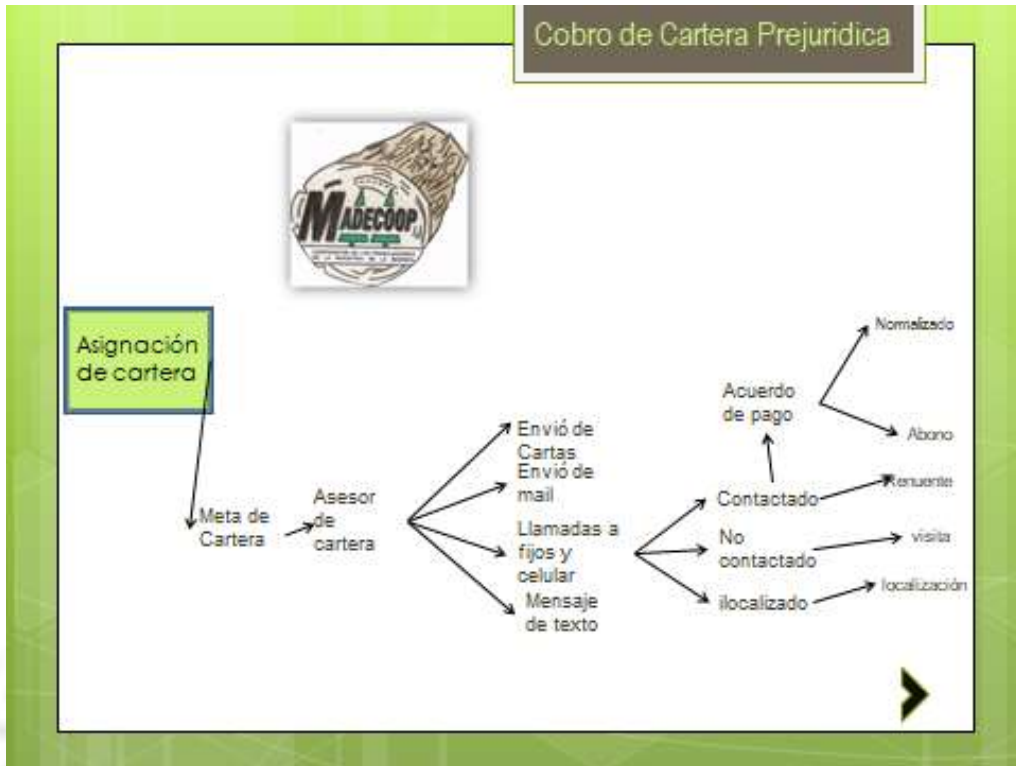 Cobro de Cartera Prejuridica
MADECOOP
Asignación
de cartera
Meta de
Cartera
Asesor
de
cartera
Envió de
Cartas
Envió de
mail
Llamadas a
fijos y
celular
Mensaje
de texto
Acuerdo
de pago
Contactado
No
contactado
ilocalizado
Normalizado
Abono
Renuente
visita
localización